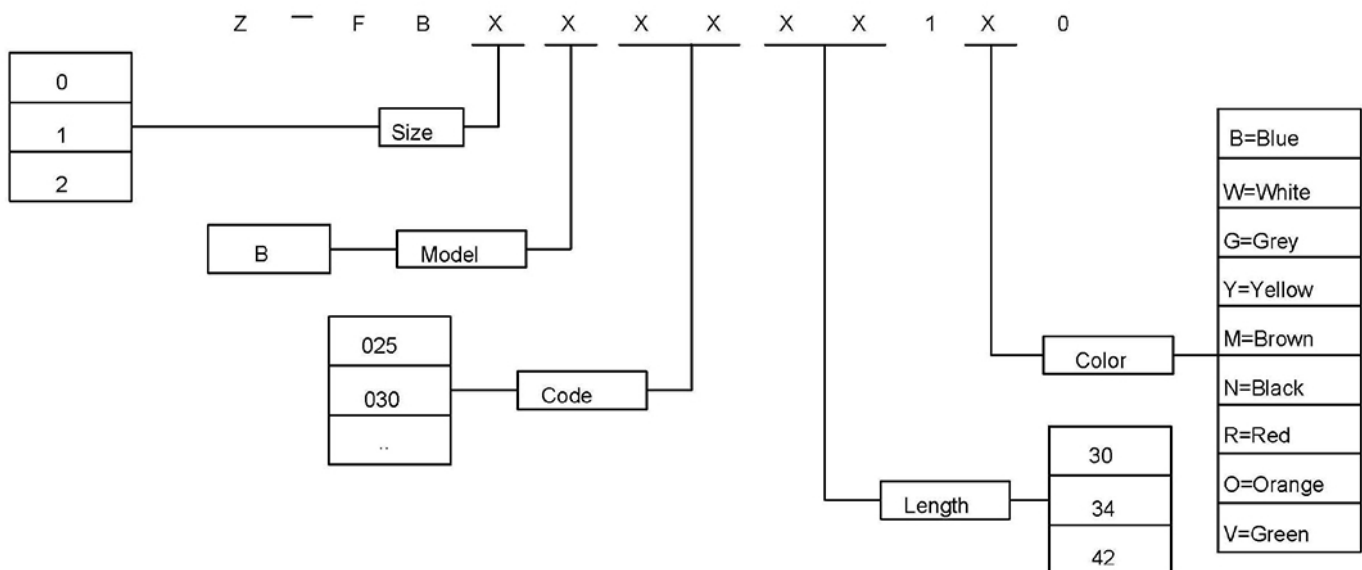 Z — F B X X X X X X 1 X 0
0
1
2
Size
B
Model
025
030
..
Code
30
34
42
Length
Color
B=Blue
W=White
G=Grey
Y=Yellow
M=Brown
N=Black
R=Red
O=Orange
V=Green